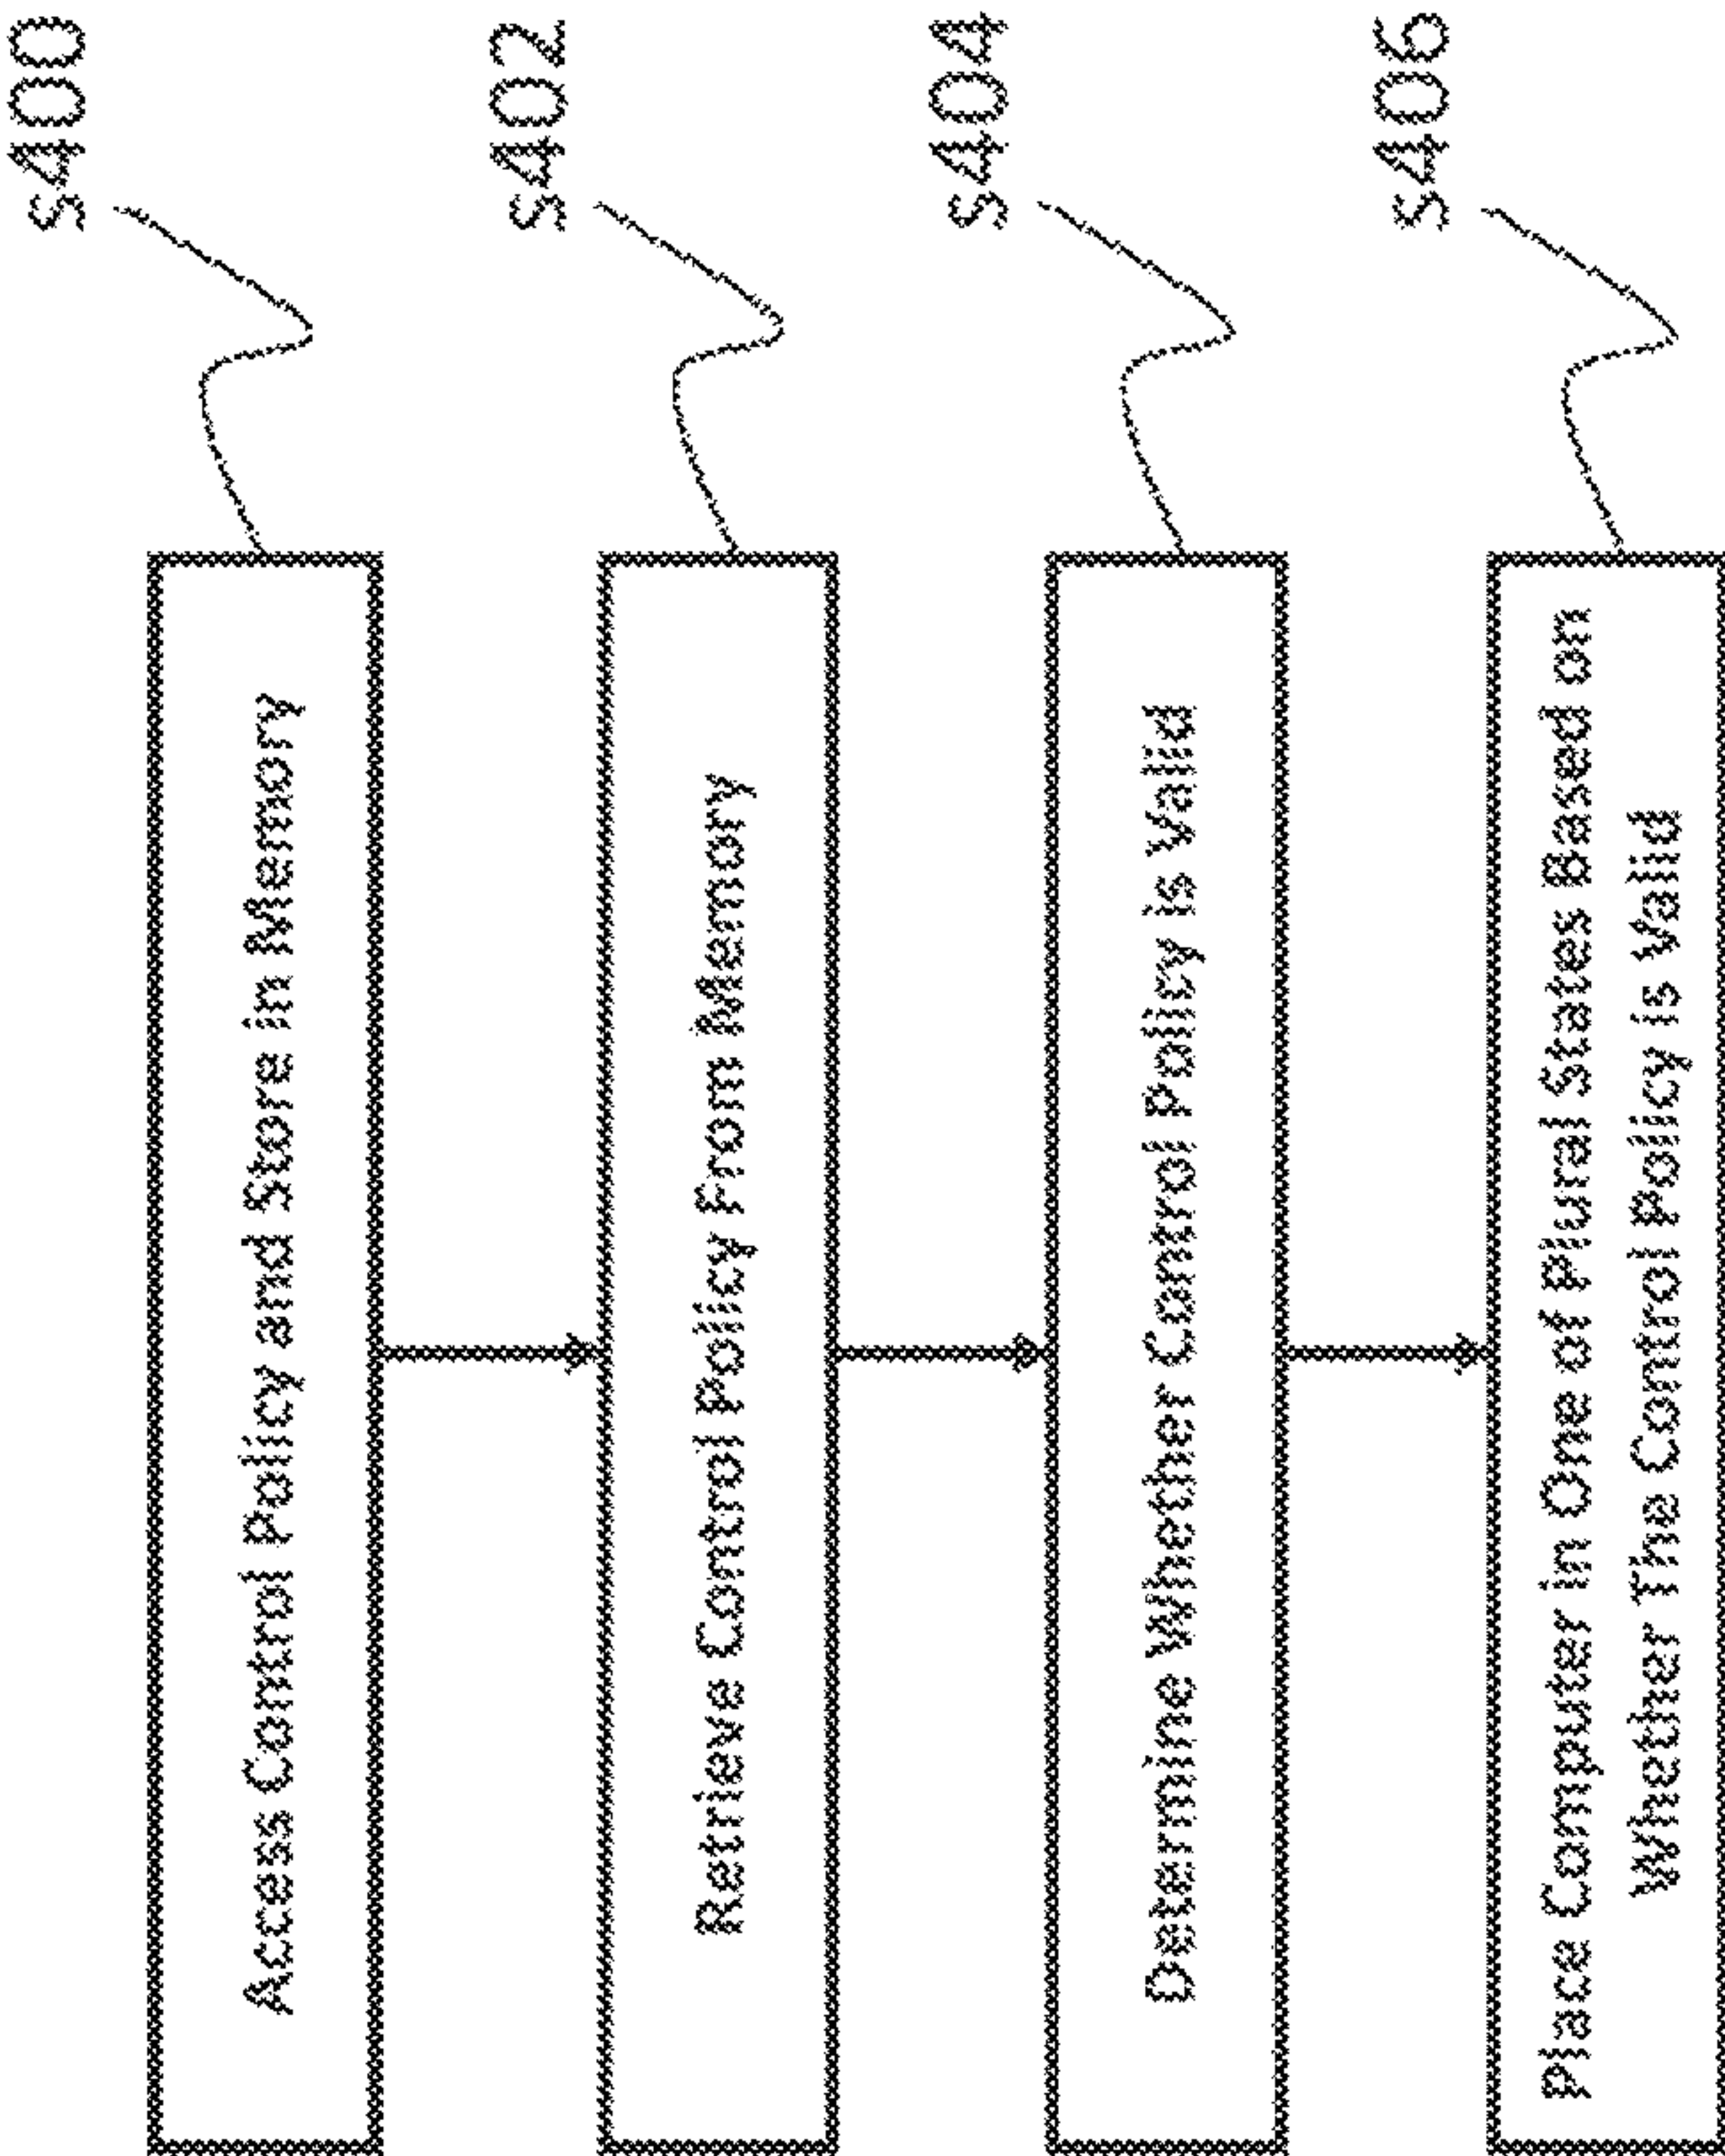 Access Control Policy and Store in Memory
s400
Retrieve Control Policy From Memory
s402
Determine Whether Control Policy is Valid
s404
Place Computer in One of Plural States Based on
Whether The Control Policy is Valid
s406